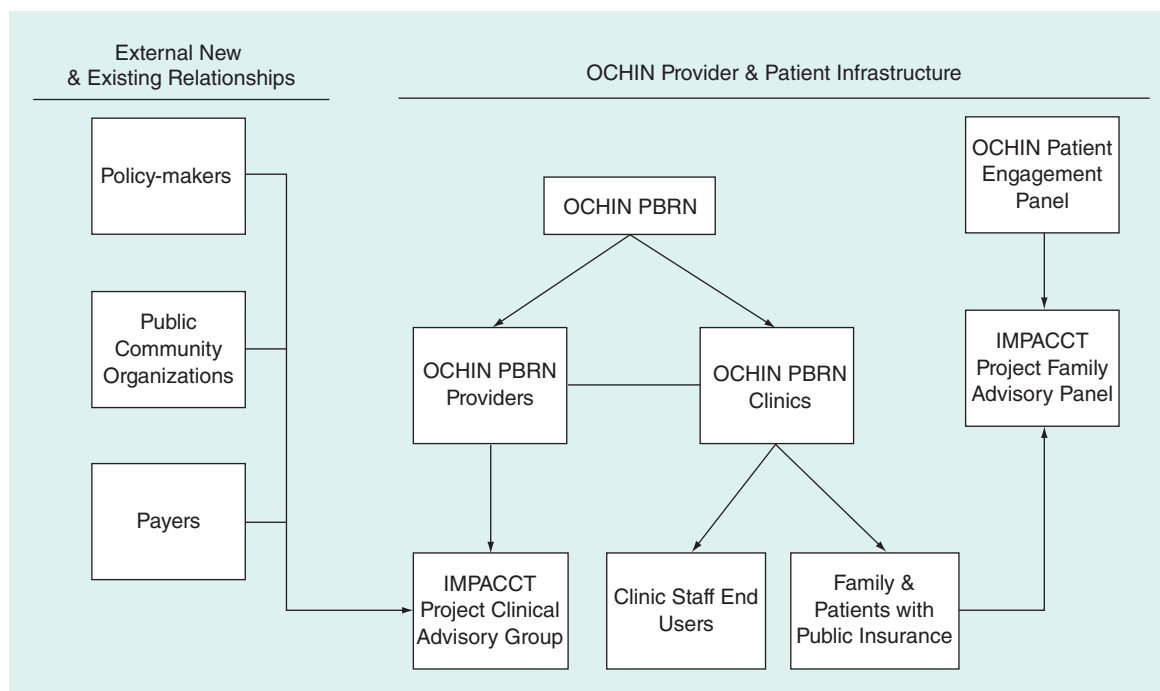 External New
& Existing Relationships
OCHIN Provider & Patient Infrastructure
Policy-makers
Public
Community
Organizations
Payers
OCHIN PBRN
OCHIN PBRN
Providers
OCHIN PBRN
Clinics
IMPACCT
Project Clinical
Advisory Group
Clinic Staff End
Users
Family &
Patients with
Public Insurance
OCHIN Patient
Engagement
Panel
IMPACCT
Project Family
Advisory Panel